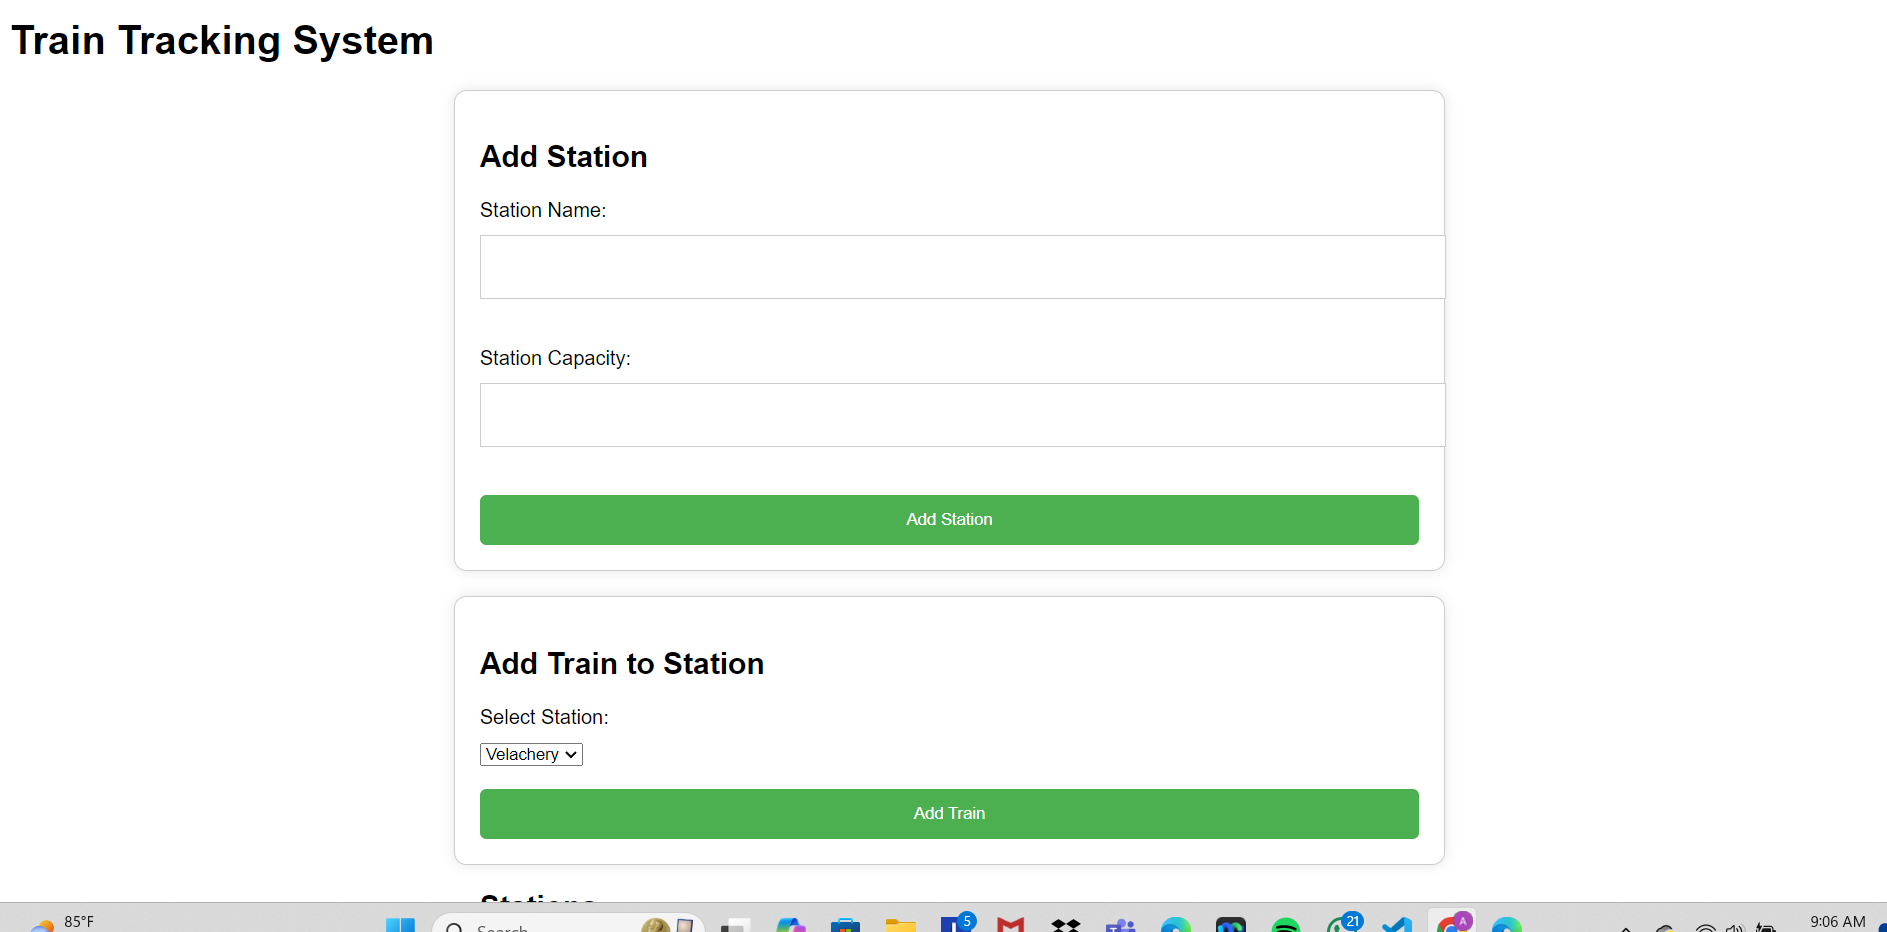 Train Tracking System
Add Station
Station Name:
Station Capacity:
Add Station
Add Train to Station
Select Station:
Velachery
Add Train
Stations
85°F
Search
5
21
A
9:06 AM